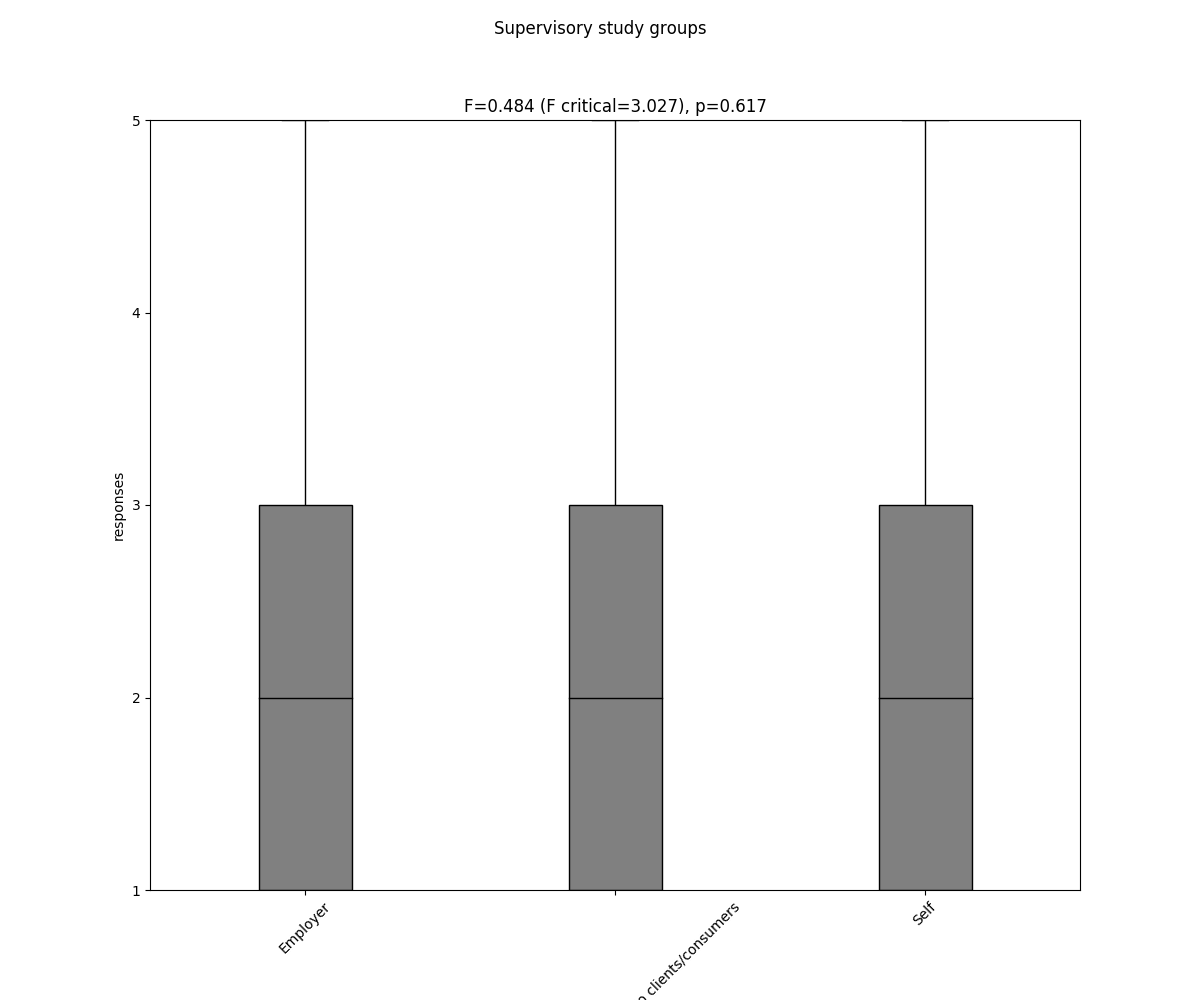 Supervisory study groups
F=0.484 (F critical=3.027), p=0.617
5
4
3
2
1
responses
Employer
clients/consumers
Self